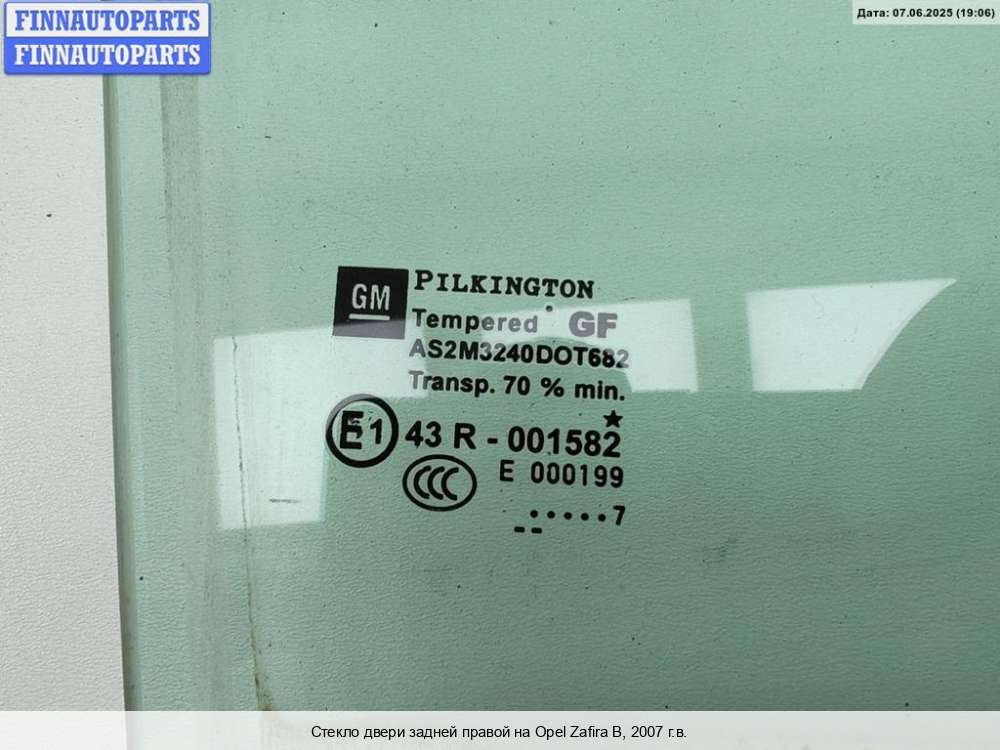 FINNAUTOPARTS
FINNAUTOPARTS
Дата: 07.06.2025 (19:06)
GM
PILKINGTON
Tempered GF
AS2M3240DOT682
Transp. 70 % min.
E1 43 R - 001582
CCC E 000199
.....7
Стекло двери задней правой на Opel Zafira B, 2007 г.в.